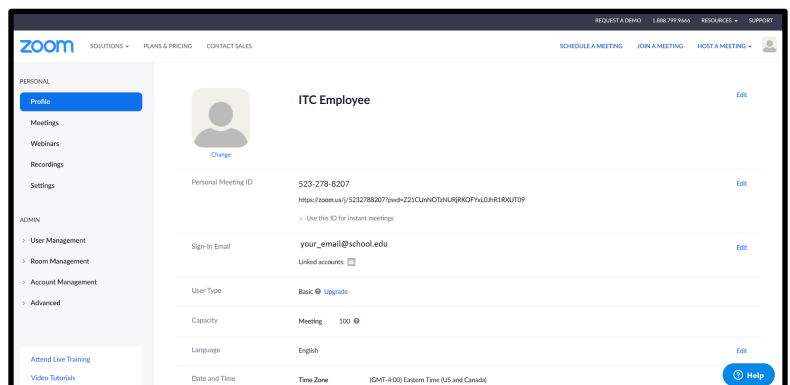 REQUEST A DEMO 1.888.799.9666 RESOURCES SUPPORT
zoom SOLUTIONS PLANS & PRICING CONTACT SALES SCHEDULE A MEETING JOIN A MEETING HOST A MEETING
PERSONAL
Profile
Meetings
Webinars
Recordings
Settings
ADMIN
User Management
Room Management
Account Management
Advanced
Attend Live Training
Video Tutorials
ITC Employee Edit
Change
Personal Meeting ID 523-278-8207 Edit
https://zoom.us/j/5232788207?pwd=Z21CUnNOTzNURjRKOFYxL0JhR1RXUT09
× Use this ID for instant meetings
Sign-In Email your_email@school.edu Edit
Linked accounts:
User Type Basic Upgrade
Capacity Meeting 100
Language English Edit
Date and Time Time Zone (GMT-4:00) Eastern Time (US and Canada)
Help